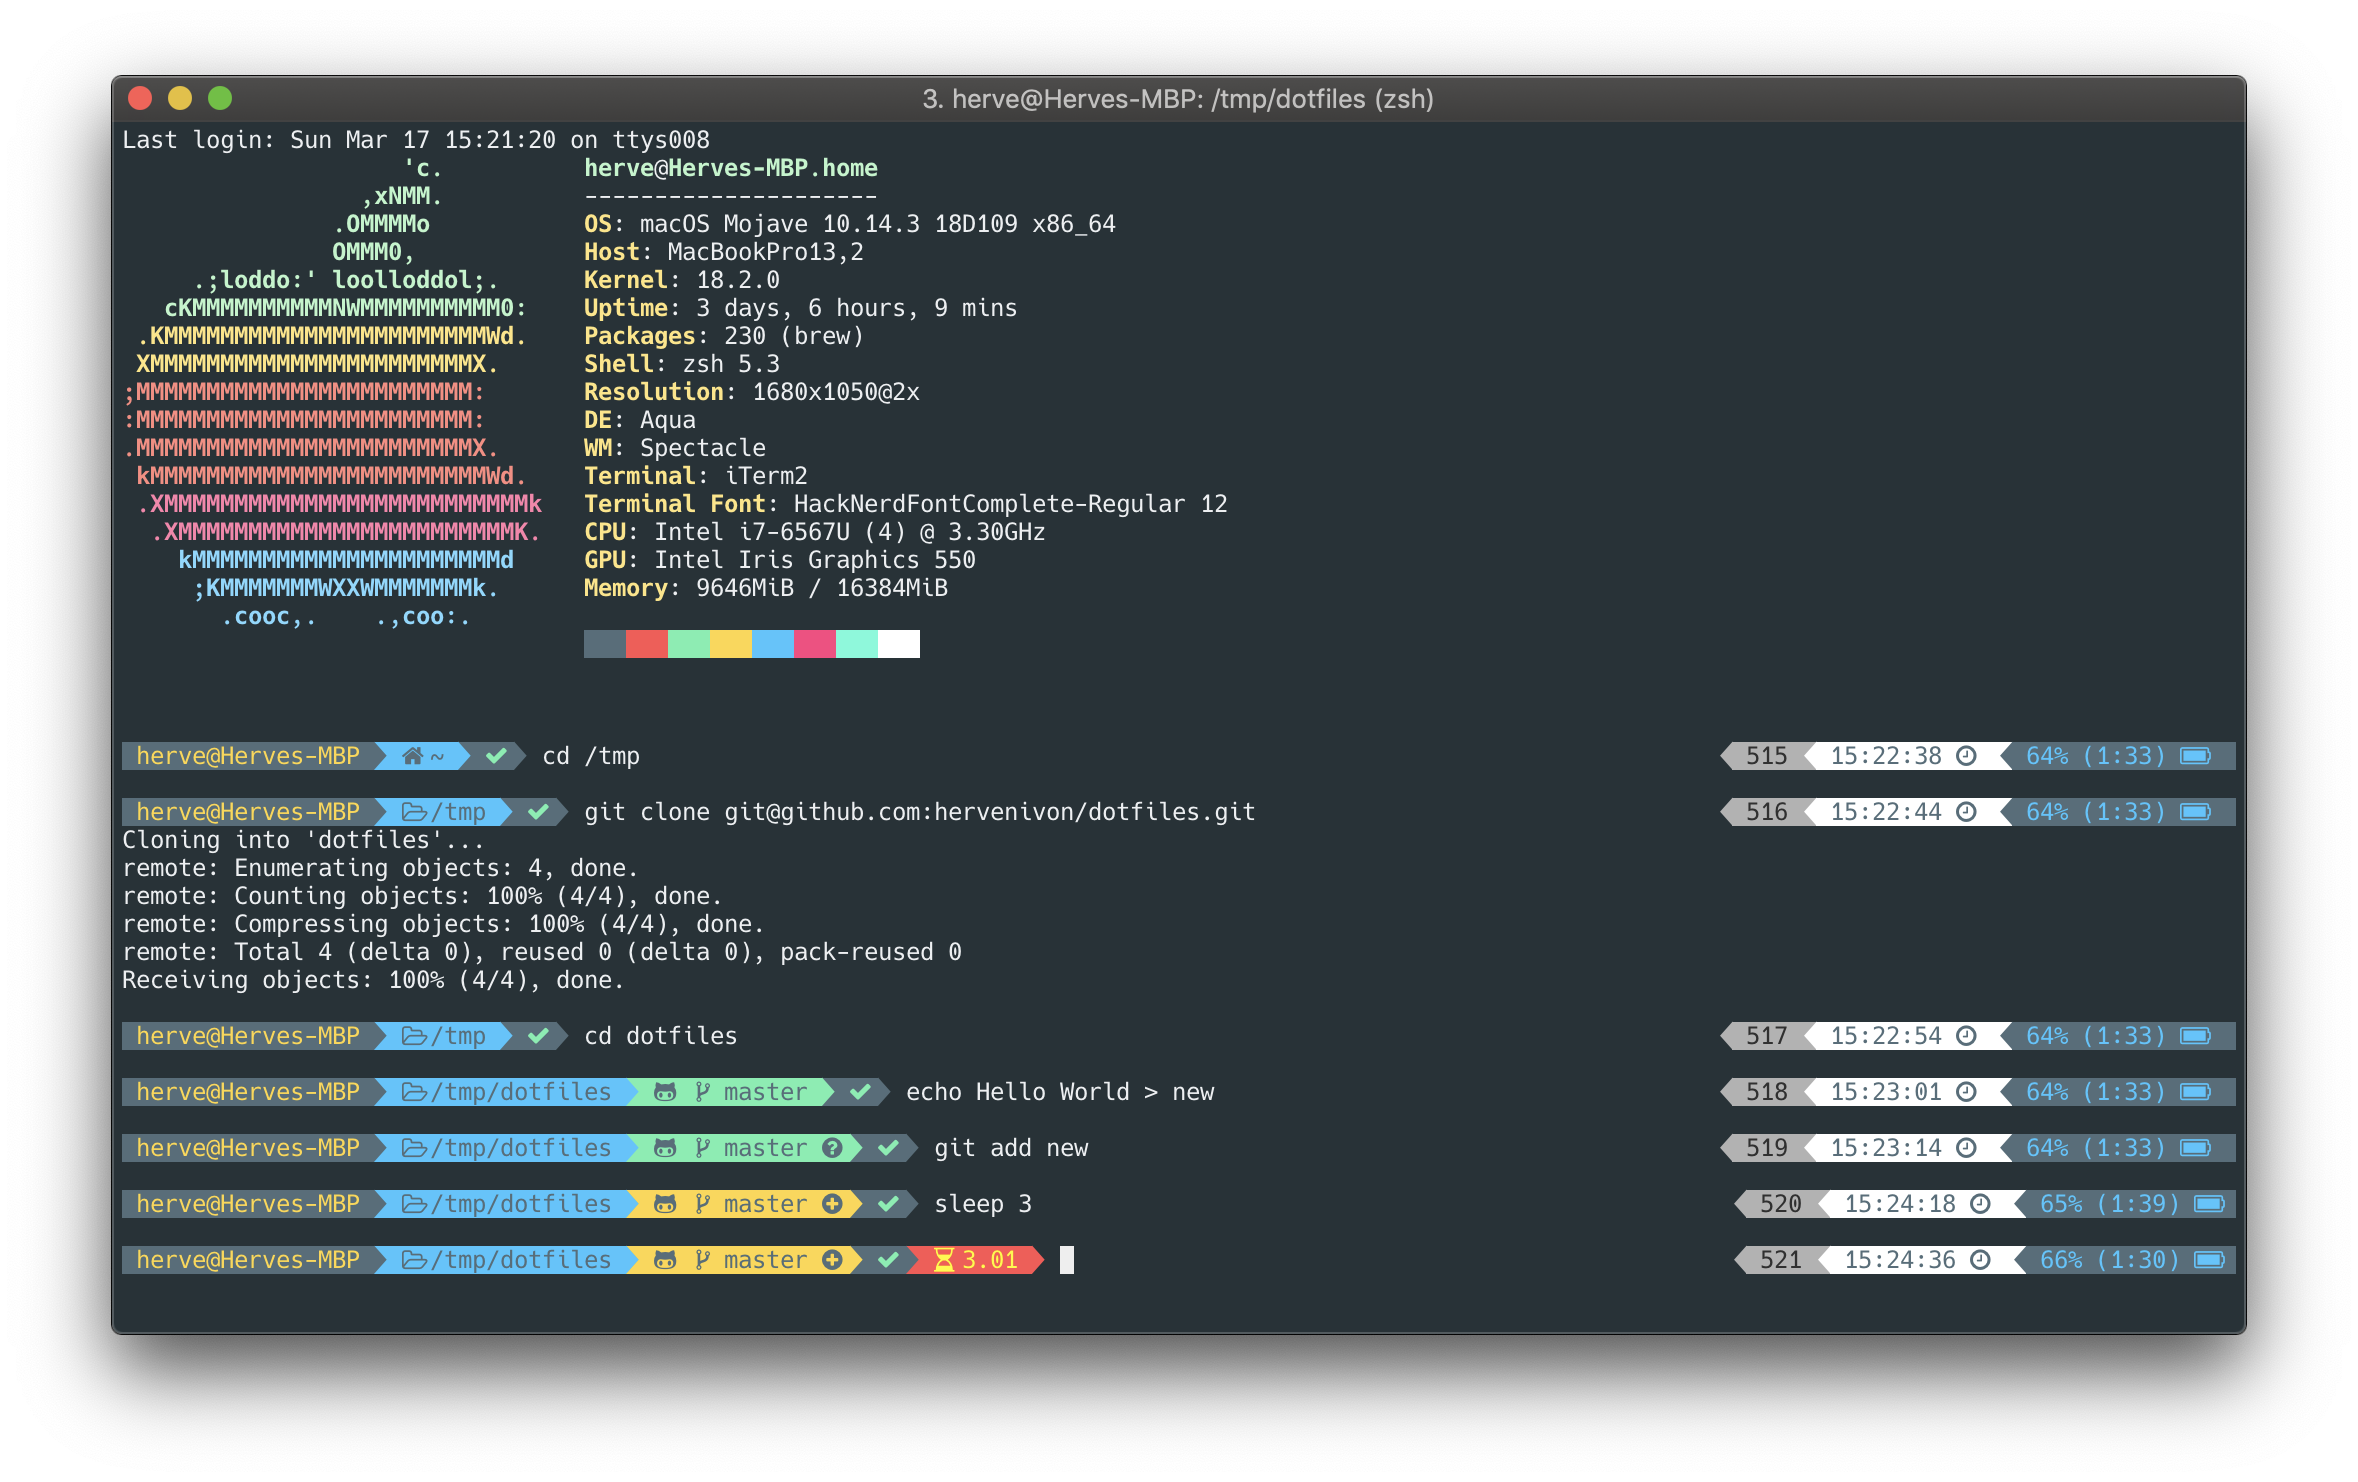 3. herve@Herves-MBP: /tmp/dotfiles (zsh)
Last login: Sun Mar 17 15:21:20 on ttys008
                    'c.          herve@Herves-MBP.home
                 ,xNMM.          ---------------------
               .OMMMMo           OS: macOS Mojave 10.14.3 18D109 x86_64
               OMMM0,            Host: MacBookPro13,2
     .;loddo:' loolloddol;.      Kernel: 18.2.0
   cKMMMMMMMMMMNWMMMMMMMMMM0:    Uptime: 3 days, 6 hours, 9 mins
 .KMMMMMMMMMMMMMMMMMMMMMMMWd.    Packages: 230 (brew)
 XMMMMMMMMMMMMMMMMMMMMMMMX.      Shell: zsh 5.3
;MMMMMMMMMMMMMMMMMMMMMMMM:       Resolution: 1680x1050@2x
:MMMMMMMMMMMMMMMMMMMMMMMM:       DE: Aqua
.MMMMMMMMMMMMMMMMMMMMMMMMX.      WM: Spectacle
 kMMMMMMMMMMMMMMMMMMMMMMMMWd.    Terminal: iTerm2
 .XMMMMMMMMMMMMMMMMMMMMMMMMMMk   Terminal Font: HackNerdFontComplete-Regular 12
  .XMMMMMMMMMMMMMMMMMMMMMMMMK.   CPU: Intel i7-6567U (4) @ 3.30GHz
    kMMMMMMMMMMMMMMMMMMMMMMd     GPU: Intel Iris Graphics 550
     ;KMMMMMMMWXXWMMMMMMMk.      Memory: 9646MiB / 16384MiB
       .cooc,.    .,coo:.
herve@Herves-MBP ~ cd /tmp 515 15:22:38 64% (1:33)
herve@Herves-MBP /tmp git clone git@github.com:hervenivon/dotfiles.git 516 15:22:44 64% (1:33)
Cloning into 'dotfiles'...
remote: Enumerating objects: 4, done.
remote: Counting objects: 100% (4/4), done.
remote: Compressing objects: 100% (4/4), done.
remote: Total 4 (delta 0), reused 0 (delta 0), pack-reused 0
Receiving objects: 100% (4/4), done.
herve@Herves-MBP /tmp cd dotfiles 517 15:22:54 64% (1:33)
herve@Herves-MBP /tmp/dotfiles master echo Hello World > new 518 15:23:01 64% (1:33)
herve@Herves-MBP /tmp/dotfiles master ? git add new 519 15:23:14 64% (1:33)
herve@Herves-MBP /tmp/dotfiles master + sleep 3 520 15:24:18 65% (1:39)
herve@Herves-MBP /tmp/dotfiles master + 3.01 521 15:24:36 66% (1:30)